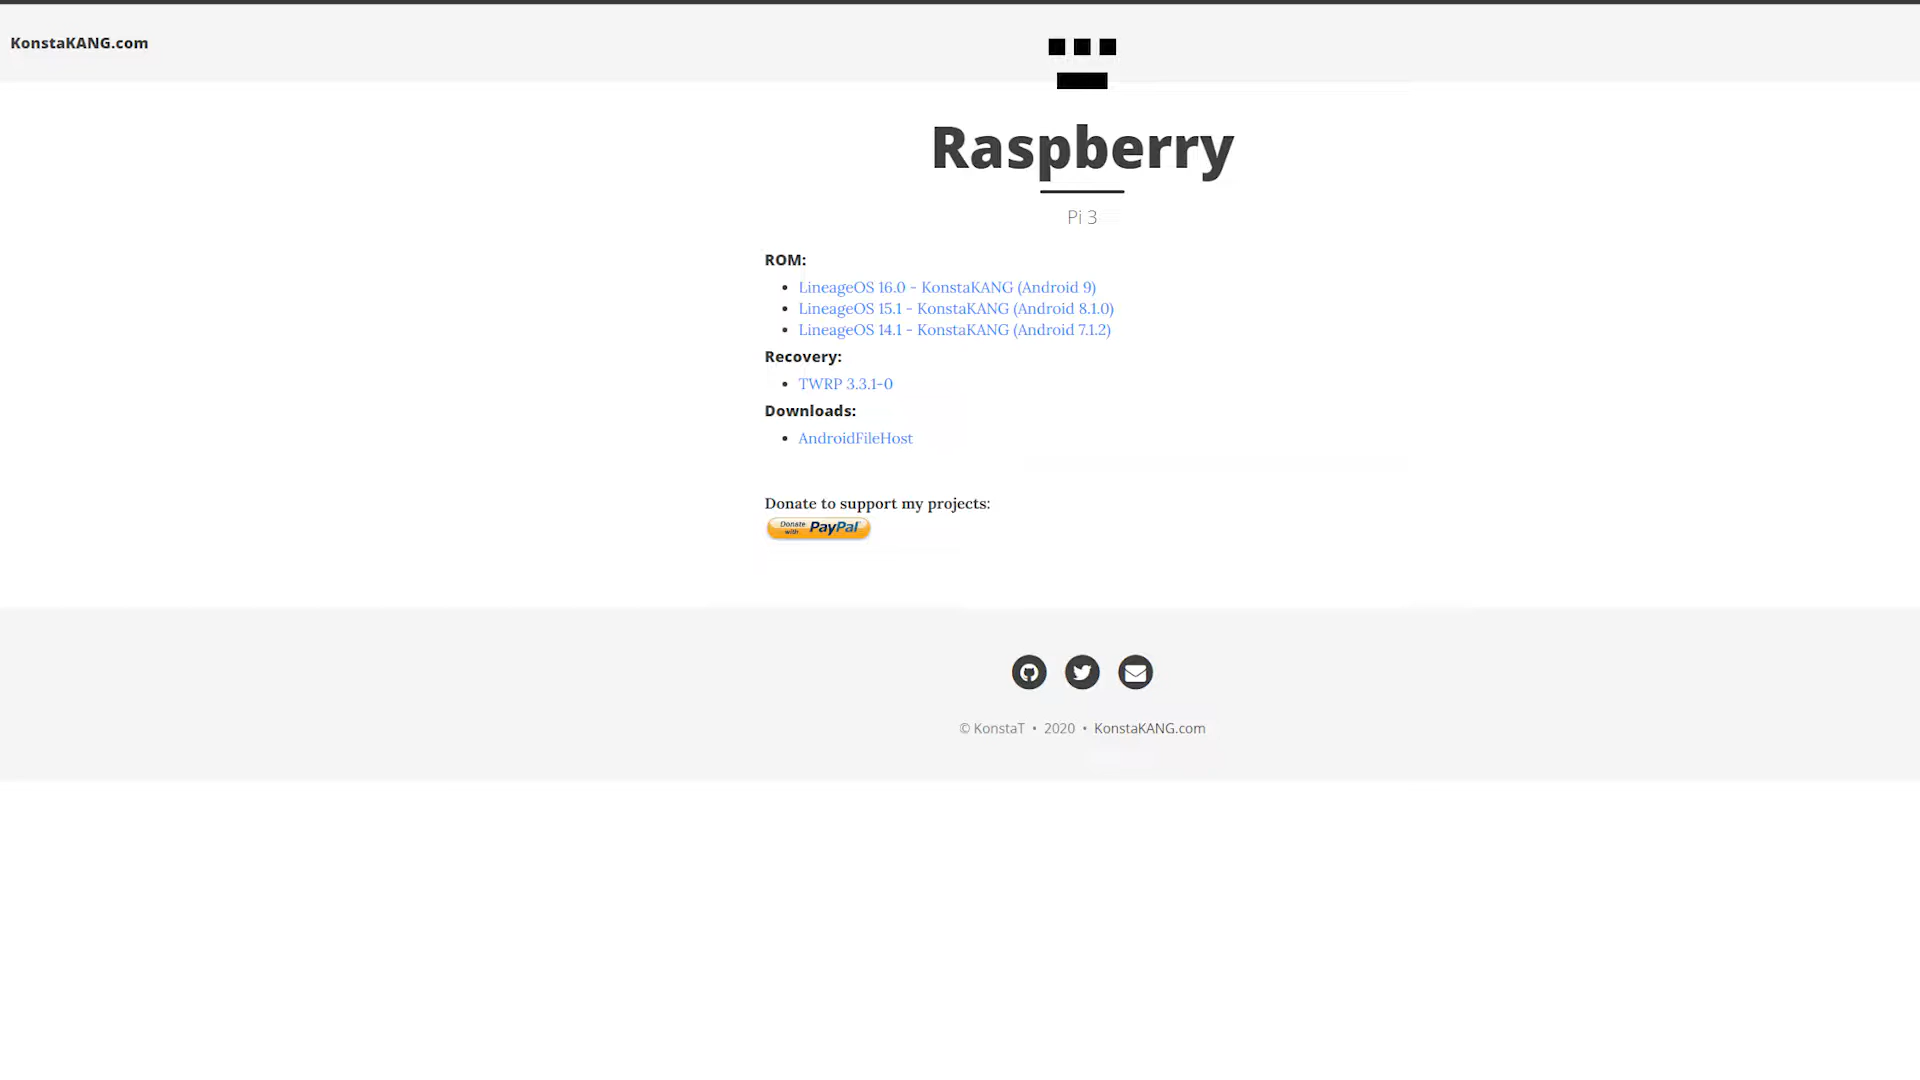 KonstaKANG.com
Raspberry
Pi 3
ROM:
LineageOS 16.0 - KonstaKANG (Android 9)
LineageOS 15.1 - KonstaKANG (Android 8.1.0)
LineageOS 14.1 - KonstaKANG (Android 7.1.2)
Recovery:
TWRP 3.3.1-0
Downloads:
AndroidFileHost
Donate to support my projects:
Donate with PayPal
© KonstaT • 2020 • KonstaKANG.com